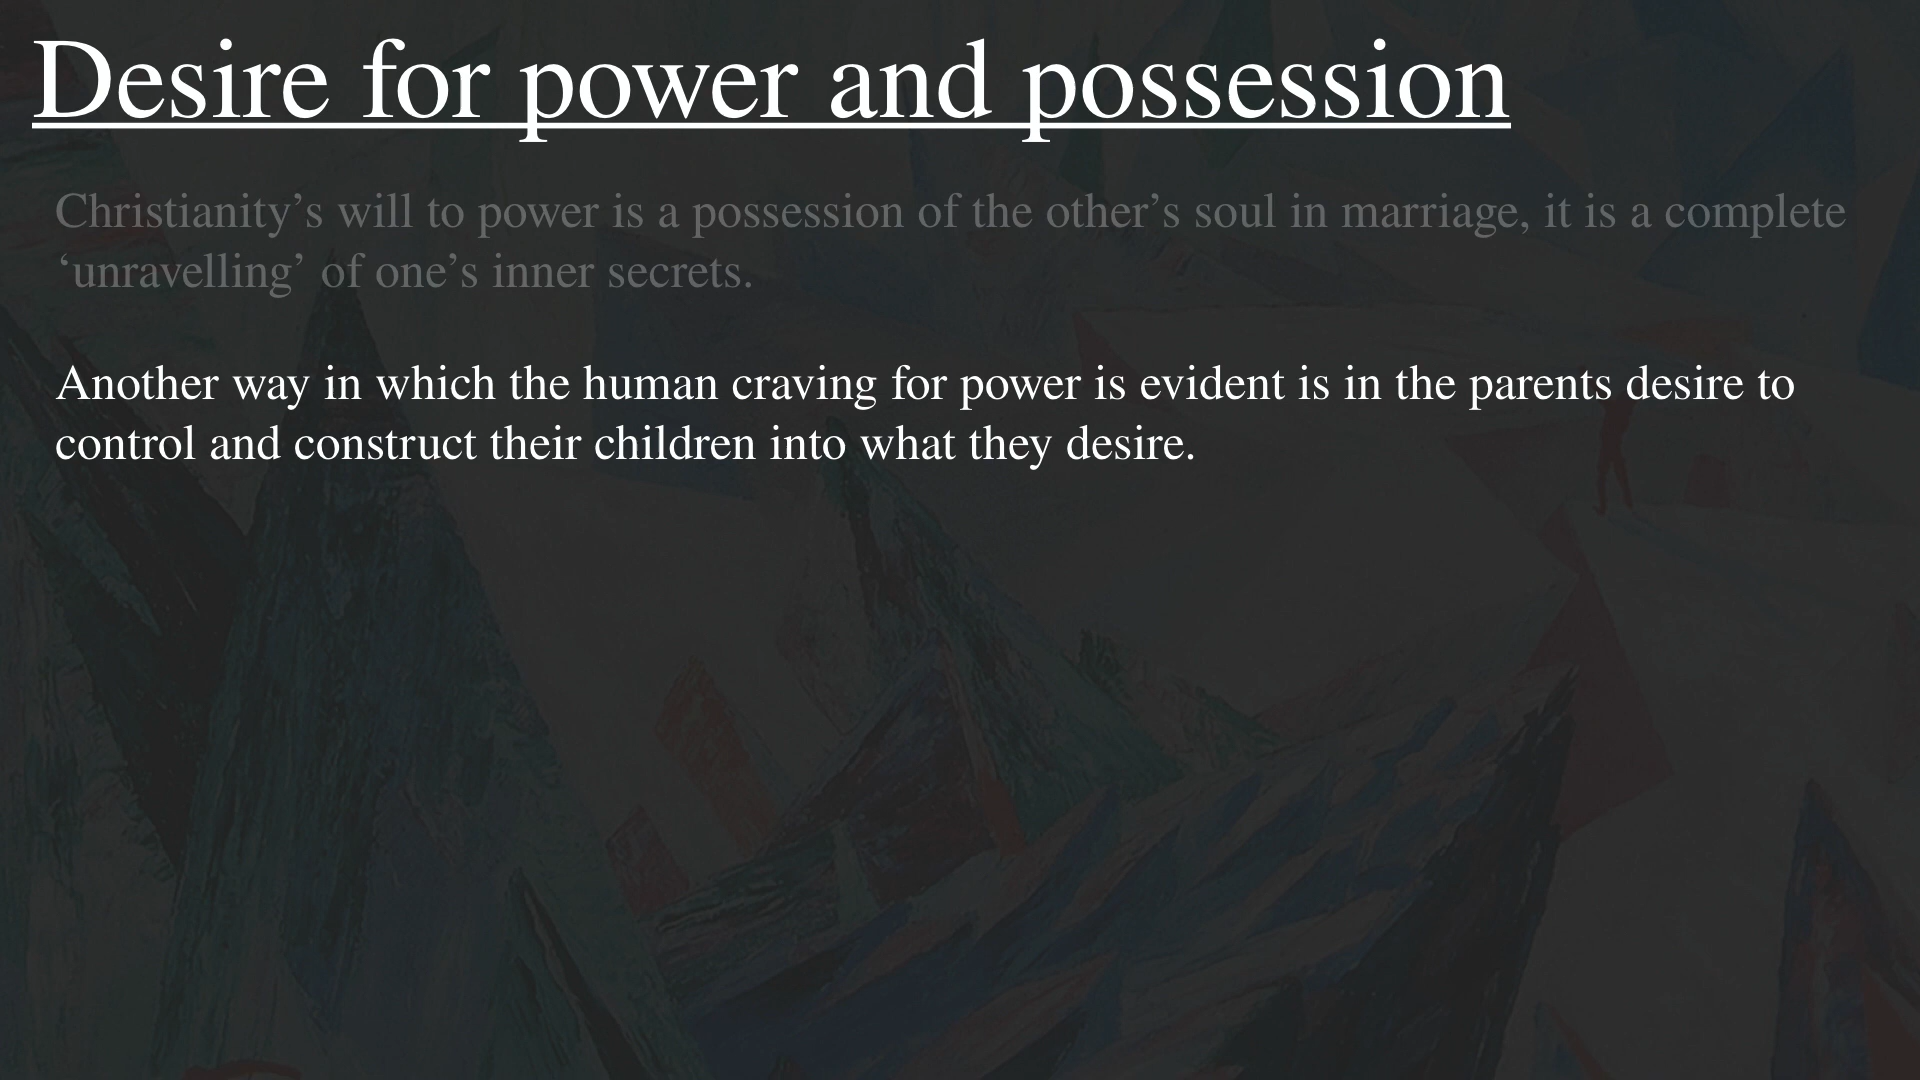 Desire for power and possession
Christianity’s will to power is a possession of the other’s soul in marriage, it is a complete
‘unravelling’ of one’s inner secrets.
Another way in which the human craving for power is evident is in the parents desire to
control and construct their children into what they desire.